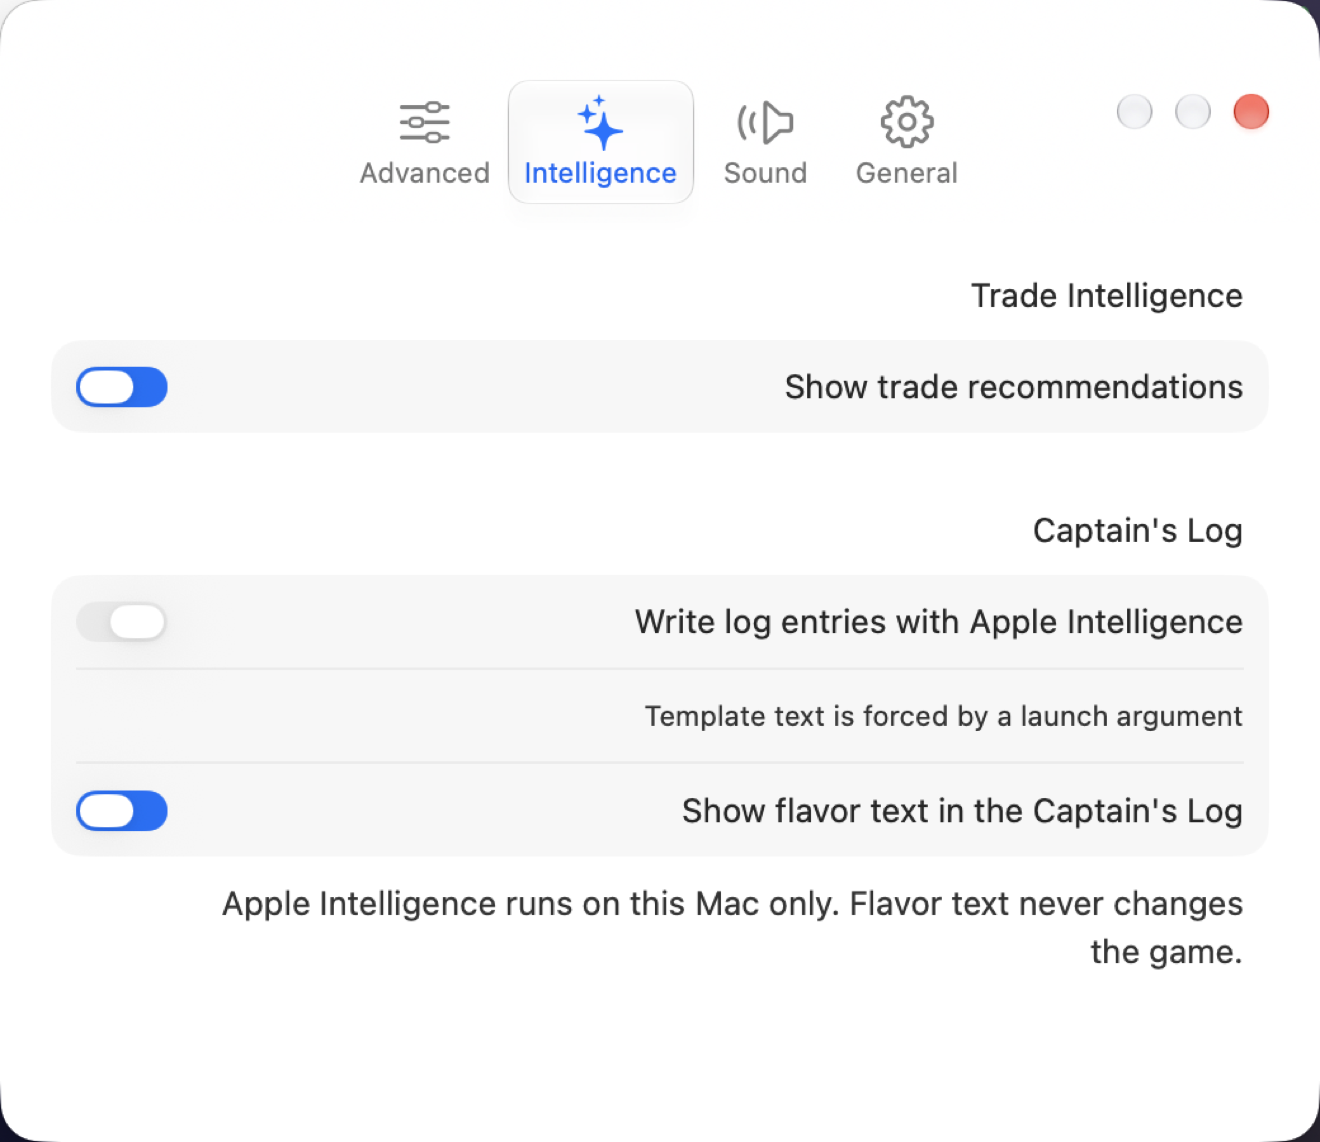 Advanced
Intelligence
Sound
General
Trade Intelligence
Show trade recommendations
Captain's Log
Write log entries with Apple Intelligence
Template text is forced by a launch argument
Show flavor text in the Captain's Log
Apple Intelligence runs on this Mac only. Flavor text never changes
the game.